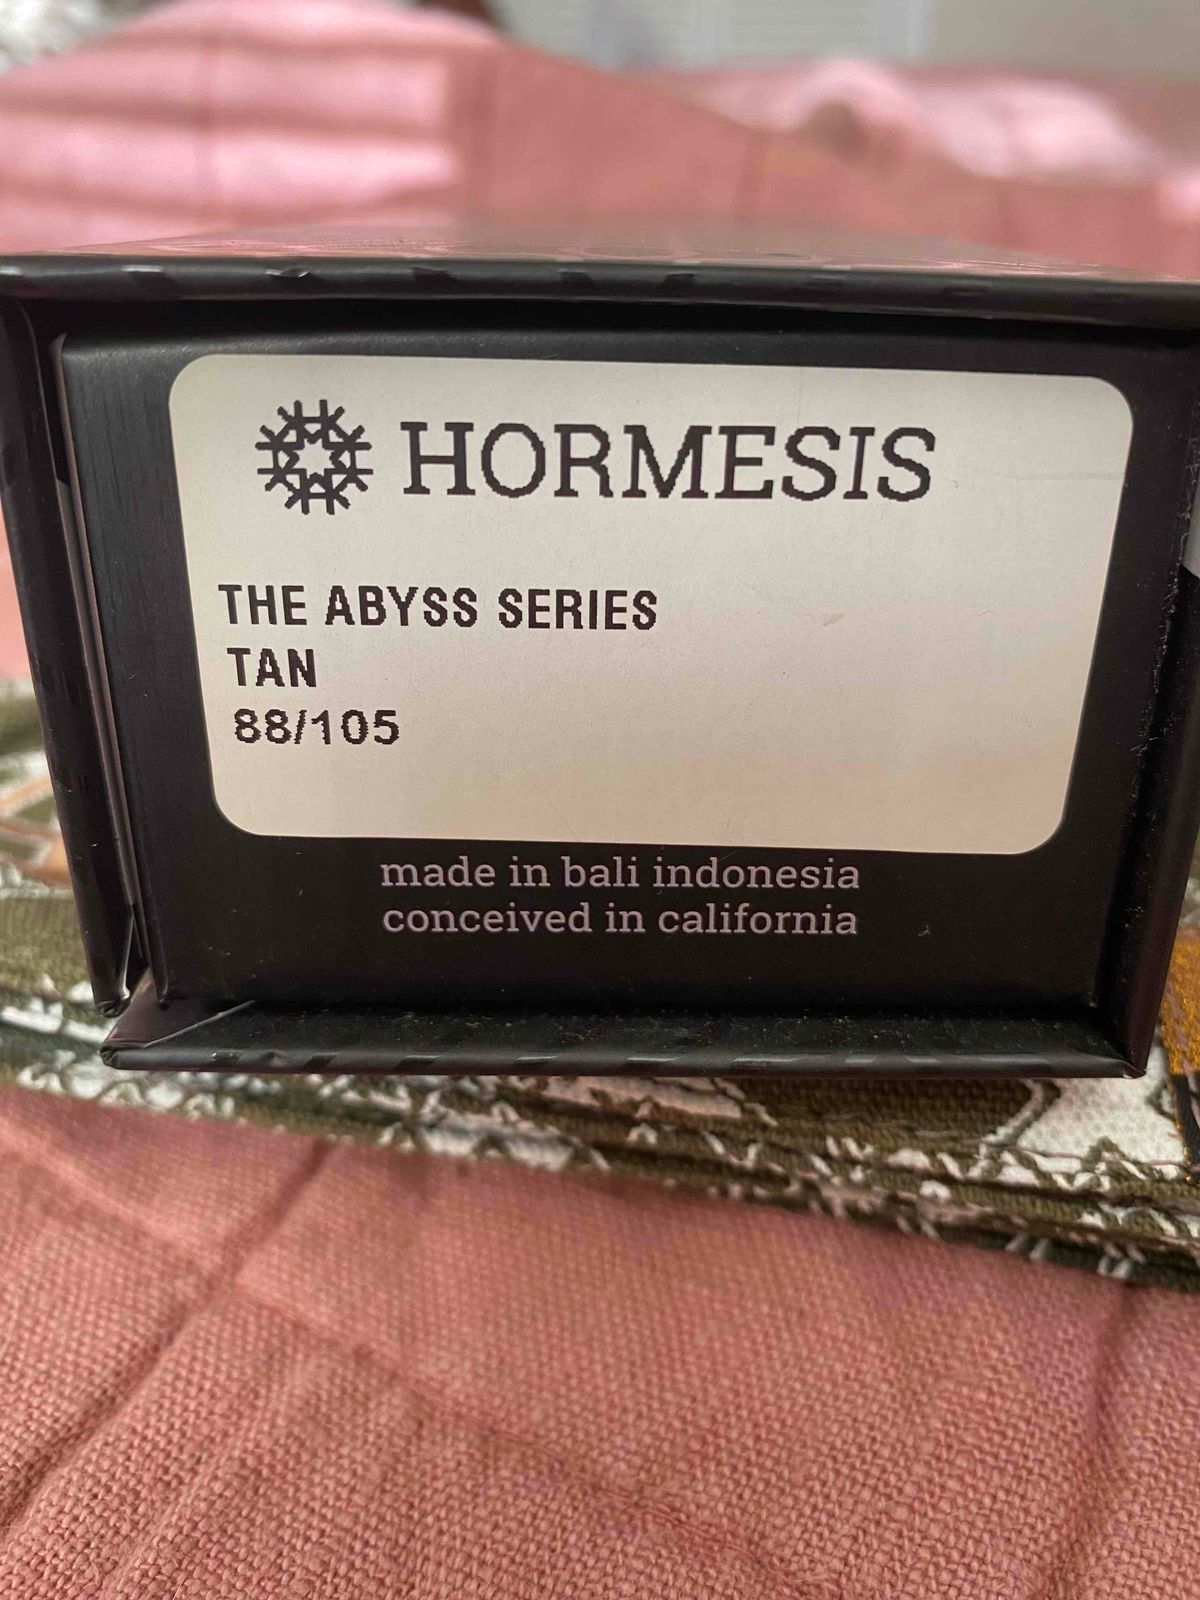 HORMESIS
THE ABYSS SERIES
TAN
88/105
made in bali indonesia
conceived in california